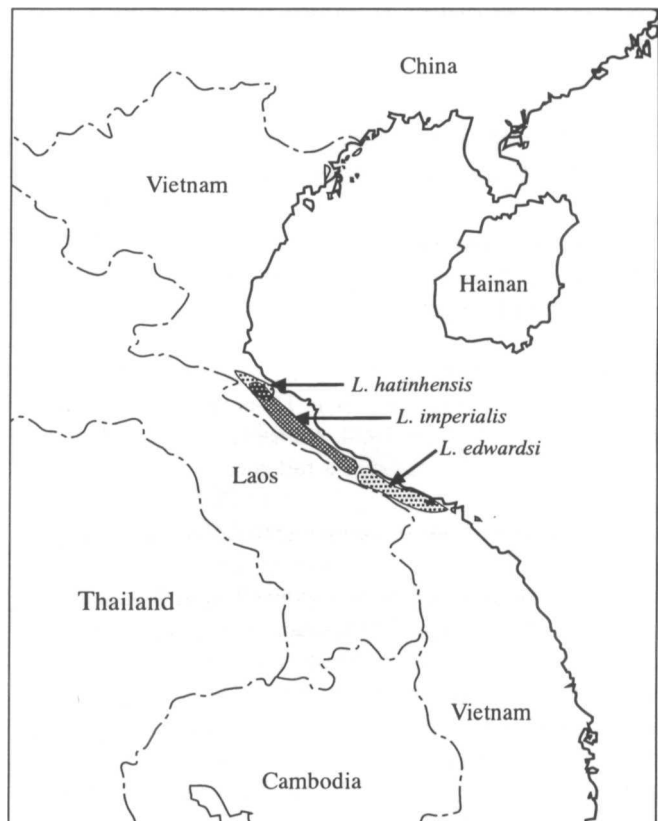 China
Vietnam
Hainan
L. hatinhensis
L. imperialis
L. edwardsi
Laos
Thailand
Vietnam
Cambodia